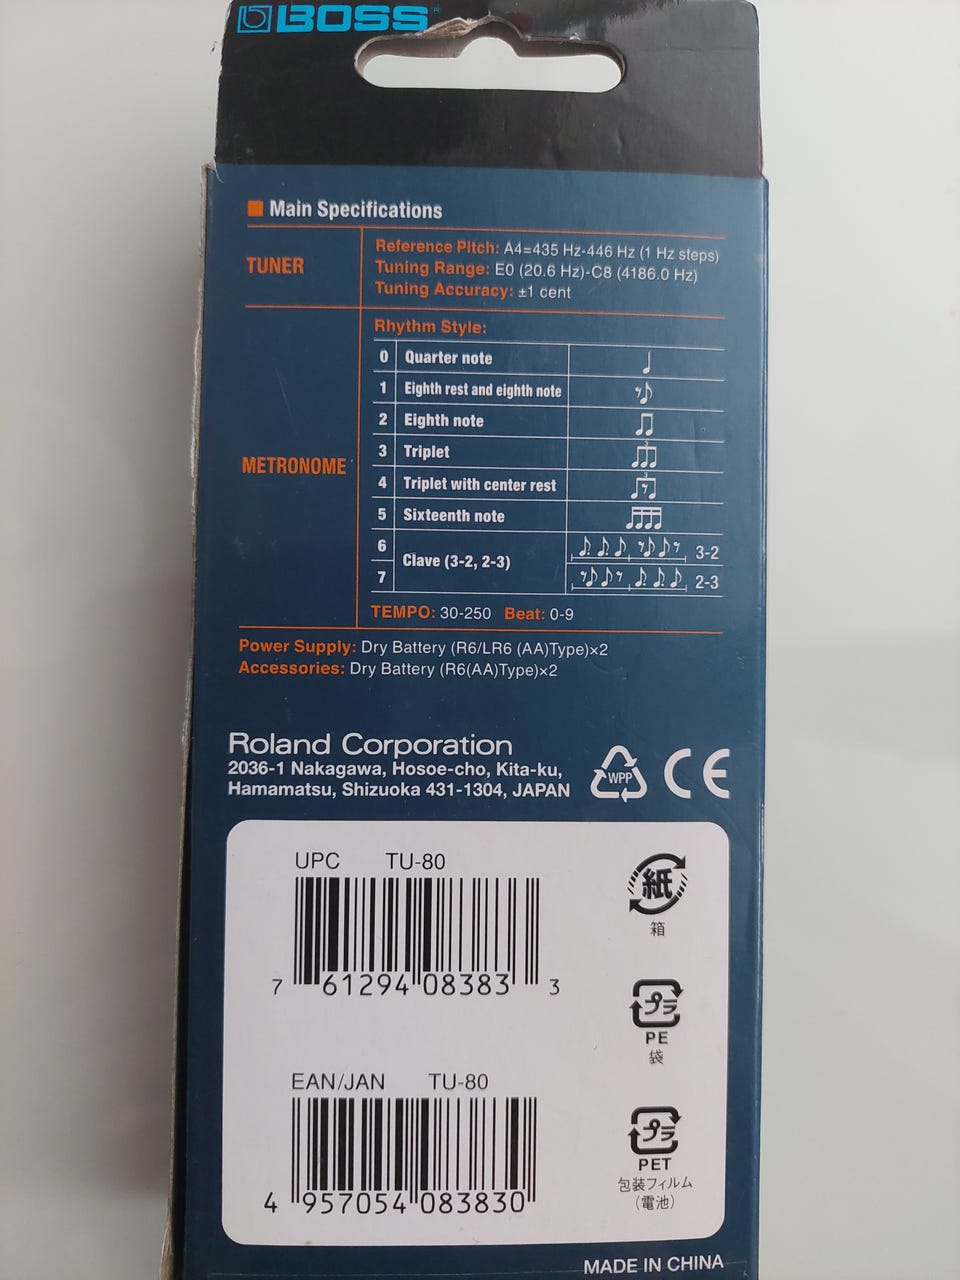 BOSS®
Main Specifications
TUNER
Reference Pitch: A4=435 Hz-446 Hz (1 Hz steps)
Tuning Range: E0 (20.6 Hz)-C8 (4186.0 Hz)
Tuning Accuracy: ±1 cent
METRONOME
Rhythm Style:
0 Quarter note
1 Eighth rest and eighth note
2 Eighth note
3 Triplet 3
4 Triplet with center rest 3
5 Sixteenth note
6 Clave (3-2, 2-3) 3-2
7 2-3
TEMPO: 30-250 Beat: 0-9
Power Supply: Dry Battery (R6/LR6 (AA)Type)×2
Accessories: Dry Battery (R6(AA)Type)×2
Roland Corporation
2036-1 Nakagawa, Hosoe-cho, Kita-ku,
Hamamatsu, Shizuoka 431-1304, JAPAN
WPP
CE
UPC TU-80
7 61294 08383 3
紙
箱
プラ
PE
袋
EAN/JAN TU-80
4 957054 083830
プラ
PET
包装フィルム
(電池)
MADE IN CHINA